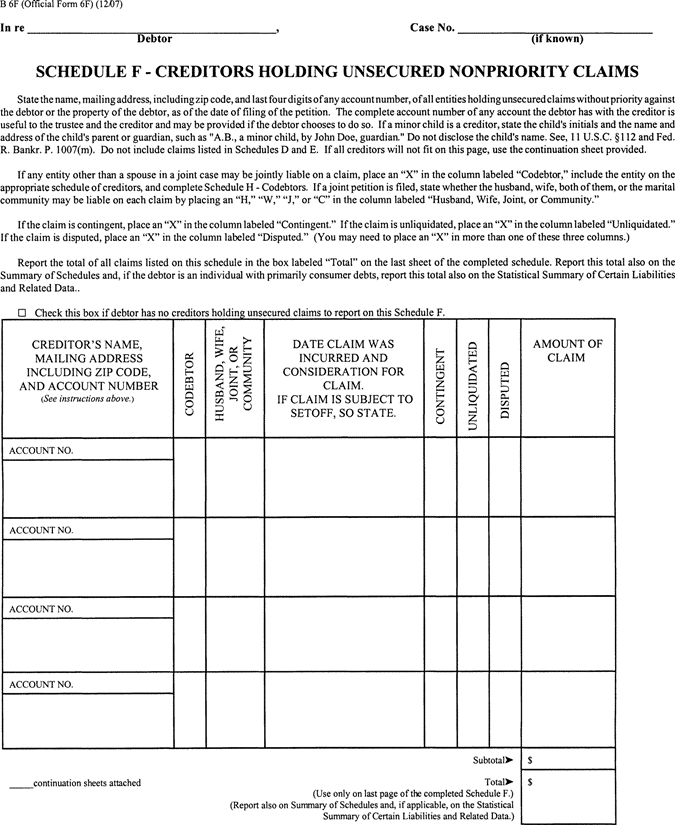 B 6F (Official Form 6F) (12/07)
In re ________________________________________, Case No. ________________________________
Debtor (if known)
SCHEDULE F - CREDITORS HOLDING UNSECURED NONPRIORITY CLAIMS
State the name, mailing address, including zip code, and last four digits of any account number, of all entities holding unsecured claims without priority against
the debtor or the property of the debtor, as of the date of filing of the petition. The complete account number of any account the debtor has with the creditor is
useful to the trustee and the creditor and may be provided if the debtor chooses to do so. If a minor child is a creditor, state the child's initials and the name and
address of the child's parent or guardian, such as "A.B., a minor child, by John Doe, guardian." Do not disclose the child's name. See, 11 U.S.C. §112 and Fed.
R. Bankr. P. 1007(m). Do not include claims listed in Schedules D and E. If all creditors will not fit on this page, use the continuation sheet provided.
If any entity other than a spouse in a joint case may be jointly liable on a claim, place an “X” in the column labeled “Codebtor,” include the entity on the
appropriate schedule of creditors, and complete Schedule H - Codebtors. If a joint petition is filed, state whether the husband, wife, both of them, or the marital
community may be liable on each claim by placing an “H,” “W,” “J,” or “C” in the column labeled “Husband, Wife, Joint, or Community.”
If the claim is contingent, place an “X” in the column labeled “Contingent.” If the claim is unliquidated, place an “X” in the column labeled “Unliquidated.”
If the claim is disputed, place an “X” in the column labeled “Disputed.” (You may need to place an “X” in more than one of these three columns.)
Report the total of all claims listed on this schedule in the box labeled “Total” on the last sheet of the completed schedule. Report this total also on the
Summary of Schedules and, if the debtor is an individual with primarily consumer debts, report this total also on the Statistical Summary of Certain Liabilities
and Related Data..
☐ Check this box if debtor has no creditors holding unsecured claims to report on this Schedule F.
CREDITOR’S NAME,
MAILING ADDRESS
INCLUDING ZIP CODE,
AND ACCOUNT NUMBER
(See instructions above.)
CODEBTOR
HUSBAND, WIFE,
JOINT, OR
COMMUNITY
DATE CLAIM WAS
INCURRED AND
CONSIDERATION FOR
CLAIM.
IF CLAIM IS SUBJECT TO
SETOFF, SO STATE.
CONTINGENT
UNLIQUIDATED
DISPUTED
AMOUNT OF
CLAIM
ACCOUNT NO.
ACCOUNT NO.
ACCOUNT NO.
ACCOUNT NO.
Subtotal➤ $
_____continuation sheets attached Total➤ $
(Use only on last page of the completed Schedule F.)
(Report also on Summary of Schedules and, if applicable, on the Statistical
Summary of Certain Liabilities and Related Data.)